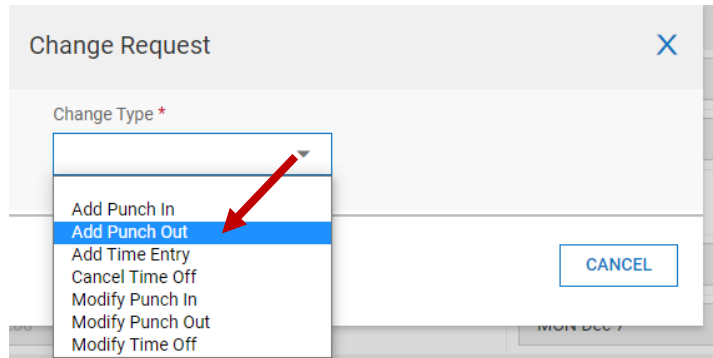 Change Request
X
Change Type *
Add Punch In
Add Punch Out
Add Time Entry
Cancel Time Off
Modify Punch In
Modify Punch Out
Modify Time Off
CANCEL
MON Dec 7